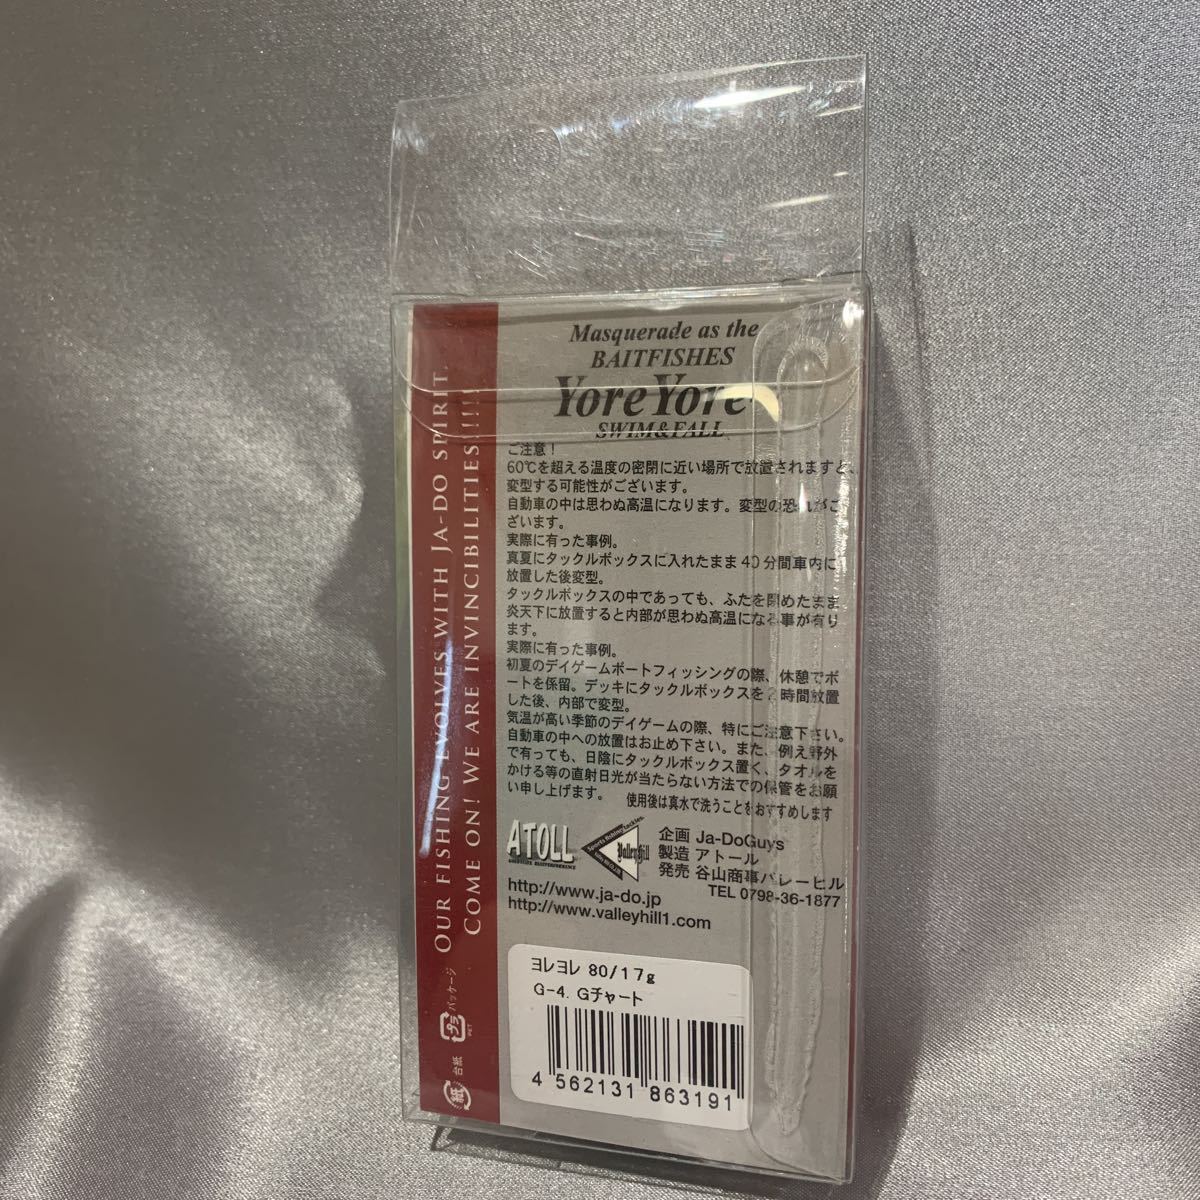 Masquerade as the
BAITFISHES
YoreYore
SWIM&FALL
ご注意！
60℃を超える温度の密閉に近い場所で放置されますと、
変型する可能性がございます。
自動車の中は思わぬ高温になります。変型の恐れがご
ざいます。
実際に有った事例。
真夏にタックルボックスに入れたまま40分間車内に
放置した後変型。
タックルボックスの中であっても、ふたを閉めたまま
炎天下に放置すると内部が思わぬ高温になる事が有り
ます。
実際に有った事例。
初夏のデイゲームボートフィッシングの際、休憩でボ
ートを係留。デッキにタックルボックスを2時間放置
した後、内部で変型。
気温が高い季節のデイゲームの際、特にご注意下さい。
自動車の中への放置はお止め下さい。また、例え野外
で有っても、日陰にタックルボックス置く、タオルを
かける等の直射日光が当たらない方法での保管をお願
い申し上げます。 使用後は真水で洗うことをおすすめします
ATOLL
Sports fishing tackles
ValleyHill
企画 Ja-DoGuys
製造 アトール
発売 谷山商事バレーヒル
TEL 0798-36-1877
http://www.ja-do.jp
http://www.valleyhill1.com
ヨレヨレ 80/17g
G-4. Gチャート
4 562131 863191
OUR FISHING EVOLVES WITH JA-DO SPIRIT.
COME ON! WE ARE INVINCIBILITIES!!!!!
プラ
パッケージ
PET
紙
台紙